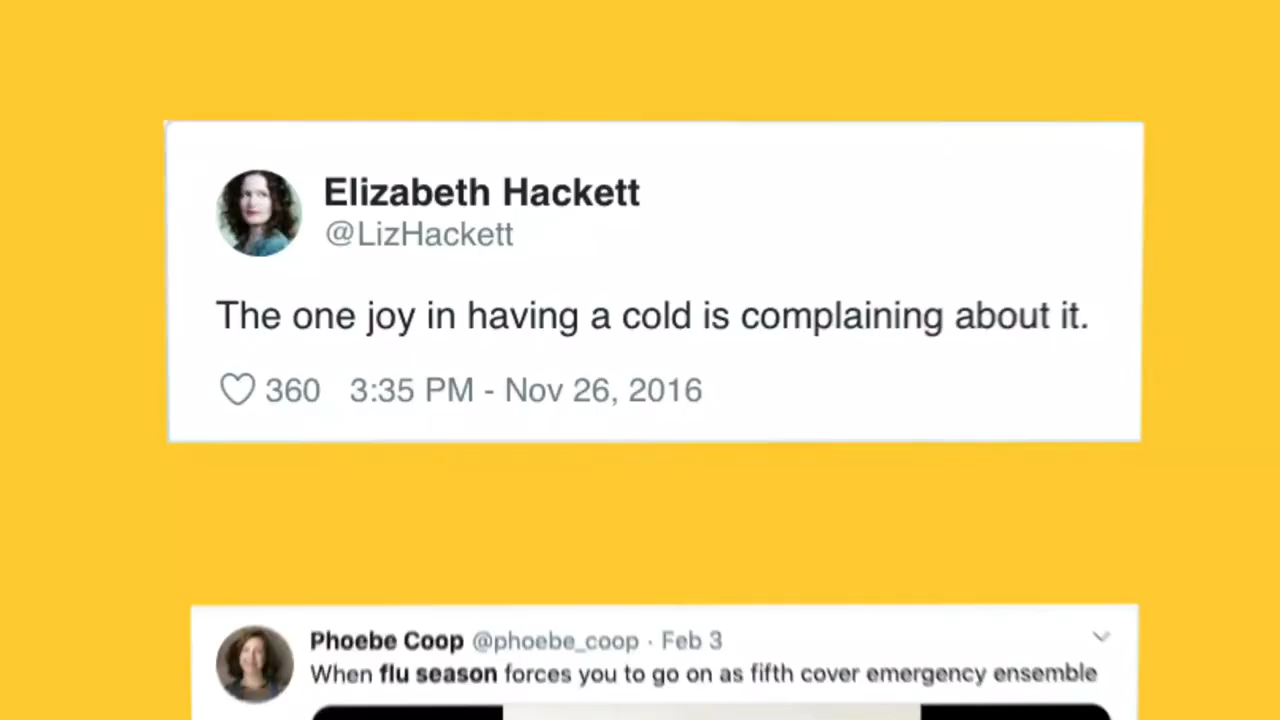 Elizabeth Hackett
@LizHackett
The one joy in having a cold is complaining about it.
360 3:35 PM - Nov 26, 2016
Phoebe Coop @phoebe_coop · Feb 3
When flu season forces you to go on as fifth cover emergency ensemble